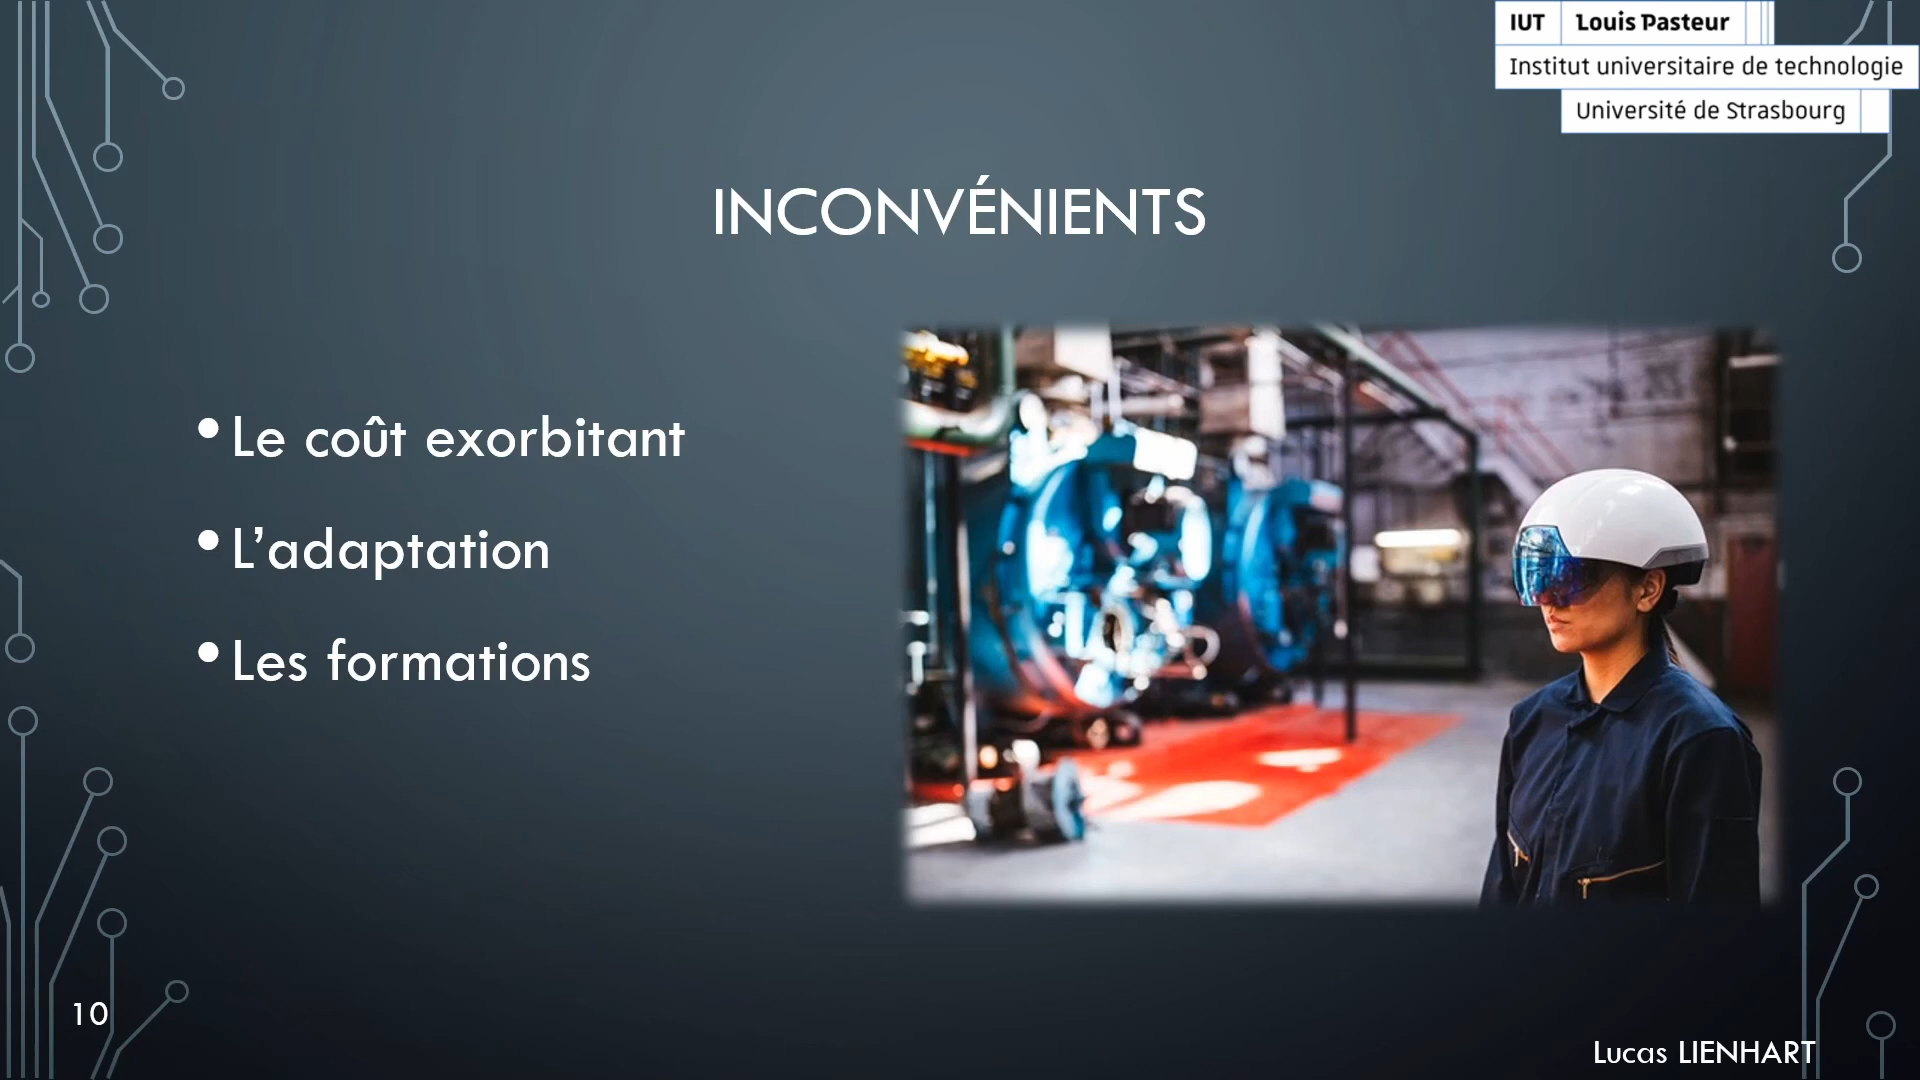 IUT Louis Pasteur
Institut universitaire de technologie
Université de Strasbourg
INCONVÉNIENTS
• Le coût exorbitant
• L’adaptation
• Les formations
10
Lucas LIENHART